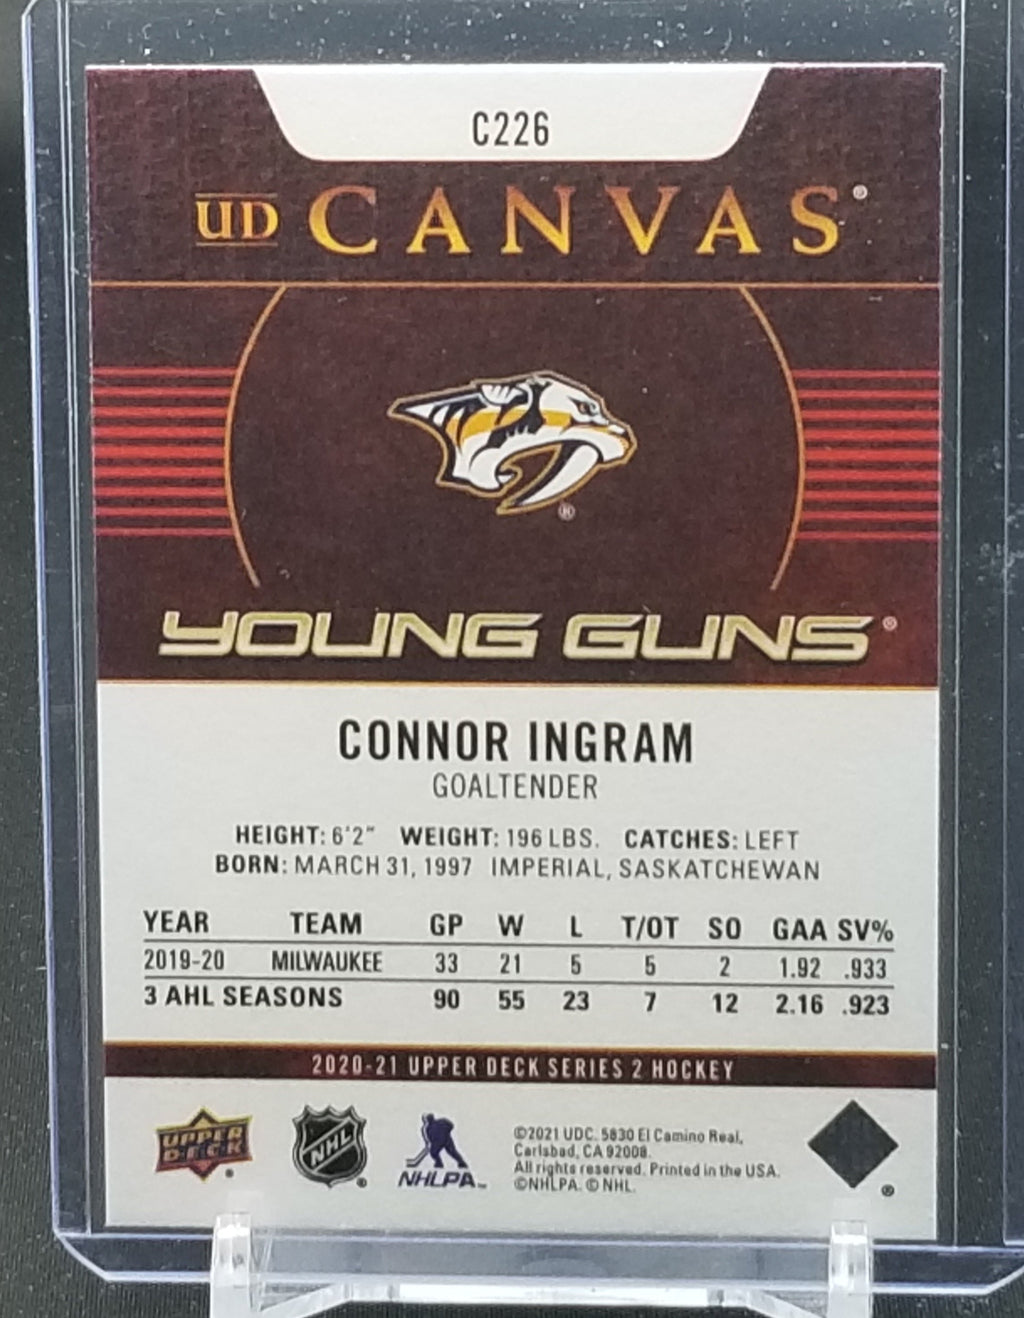 C226
UD CANVAS®
®
YOUNG GUNS®
CONNOR INGRAM
GOALTENDER
HEIGHT: 6'2" WEIGHT: 196 LBS. CATCHES: LEFT
BORN: MARCH 31, 1997 IMPERIAL, SASKATCHEWAN
YEAR TEAM GP W L T/OT SO GAA SV%
2019-20 MILWAUKEE 33 21 5 5 2 1.92 .933
3 AHL SEASONS 90 55 23 7 12 2.16 .923
2020-21 UPPER DECK SERIES 2 HOCKEY
UPPER
DECK
®
NHL
®
NHLPA™
©2021 UDC. 5830 El Camino Real,
Carlsbad, CA 92008.
All rights reserved. Printed in the USA.
©NHLPA. © NHL.
®